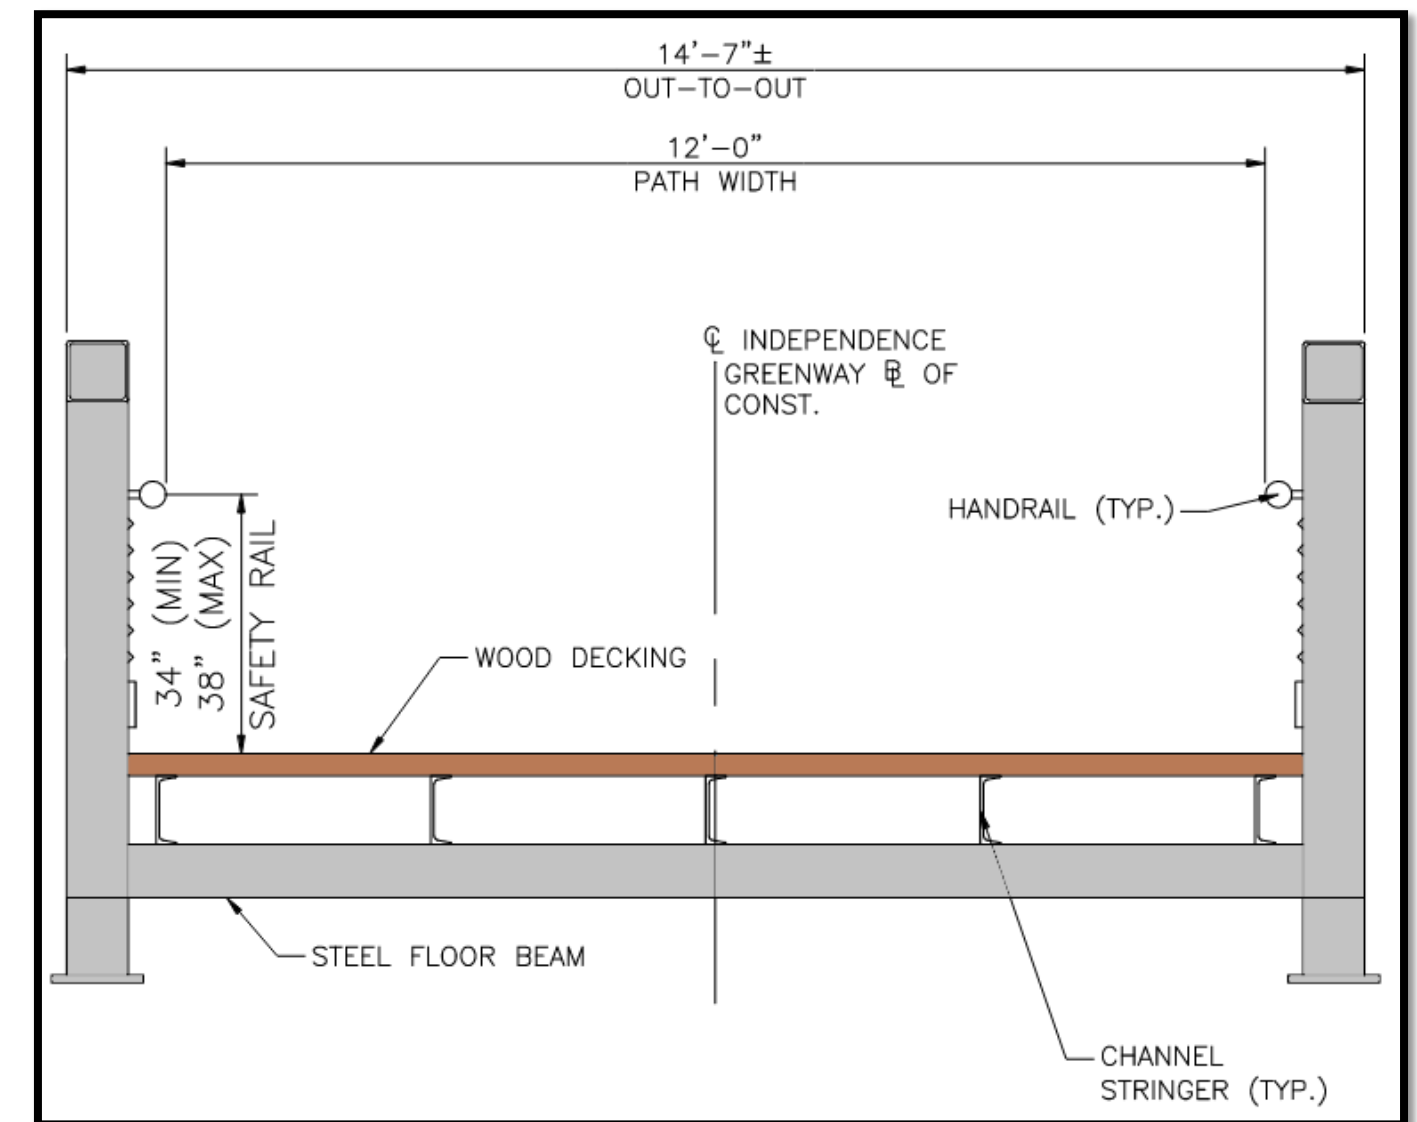 14'-7"±
OUT-TO-OUT
12'-0"
PATH WIDTH
℄ INDEPENDENCE
GREENWAY BL OF
CONST.
HANDRAIL (TYP.)
34" (MIN)
38" (MAX)
SAFETY RAIL
WOOD DECKING
STEEL FLOOR BEAM
CHANNEL
STRINGER (TYP.)